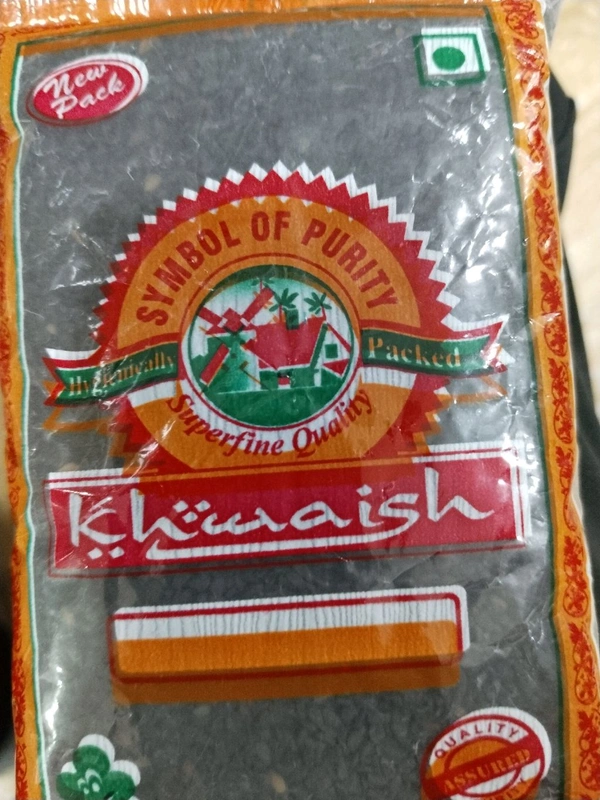 New
Pack
SYMBOL OF PURITY
Hygienically
Packed
Superfine Quality
Khwaish
QUALITY
ASSURED